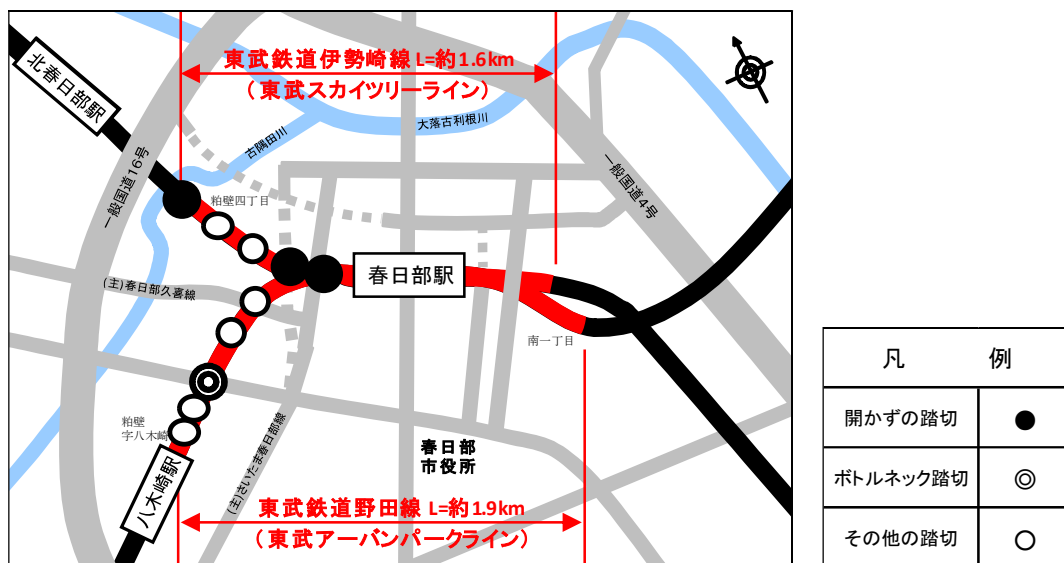 東武鉄道伊勢崎線 L=約1.6km
(東武スカイツリーライン)
北春日部駅
一般国道16号
古隅田川
大落古利根川
一般国道4号
粕壁四丁目
(主)春日部久喜線
春日部駅
南一丁目
粕壁
字八木崎
八木崎駅
(主)さいたま春日部線
春日部
市役所
東武鉄道野田線 L=約1.9km
(東武アーバンパークライン)
凡 例
開かずの踏切
ボトルネック踏切
その他の踏切